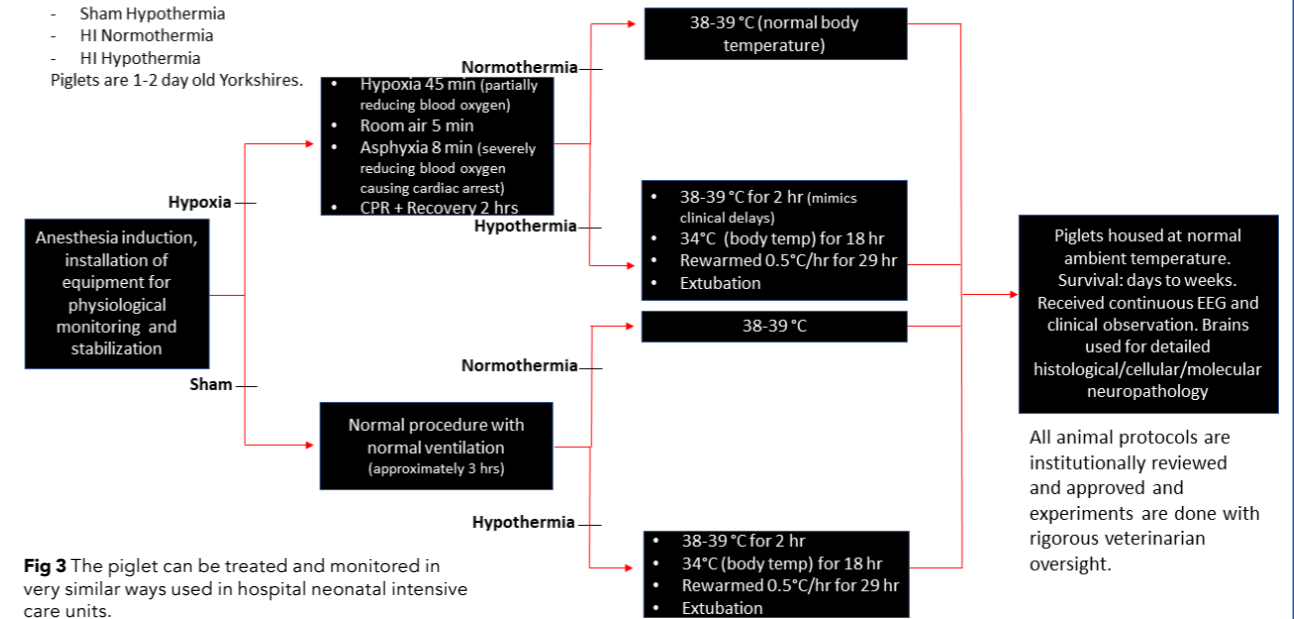 - Sham Hypothermia
- HI Normothermia
- HI Hypothermia
Piglets are 1-2 day old Yorkshires.
Anesthesia induction,
installation of
equipment for
physiological
monitoring and
stabilization
Hypoxia
Sham
• Hypoxia 45 min (partially
reducing blood oxygen)
• Room air 5 min
• Asphyxia 8 min (severely
reducing blood oxygen
causing cardiac arrest)
• CPR + Recovery 2 hrs
Normal procedure with
normal ventilation
(approximately 3 hrs)
Normothermia
Hypothermia
Normothermia
Hypothermia
38-39 °C (normal body
temperature)
• 38-39 °C for 2 hr (mimics
clinical delays)
• 34°C (body temp) for 18 hr
• Rewarmed 0.5°C/hr for 29 hr
• Extubation
38-39 °C
• 38-39 °C for 2 hr
• 34°C (body temp) for 18 hr
• Rewarmed 0.5°C/hr for 29 hr
• Extubation
Piglets housed at normal
ambient temperature.
Survival: days to weeks.
Received continuous EEG and
clinical observation. Brains
used for detailed
histological/cellular/molecular
neuropathology
All animal protocols are
institutionally reviewed
and approved and
experiments are done with
rigorous veterinarian
oversight.
Fig 3 The piglet can be treated and monitored in
very similar ways used in hospital neonatal intensive
care units.